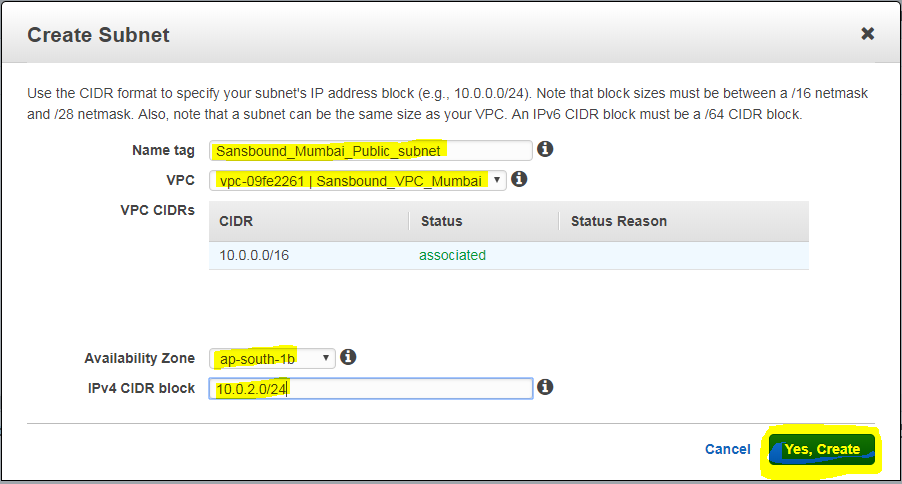 Create Subnet
Use the CIDR format to specify your subnet's IP address block (e.g., 10.0.0.0/24). Note that block sizes must be between a /16 netmask
and /28 netmask. Also, note that a subnet can be the same size as your VPC. An IPv6 CIDR block must be a /64 CIDR block.
Name tag Sansbound_Mumbai_Public_subnet
VPC vpc-09fe2261 | Sansbound_VPC_Mumbai
VPC CIDRs
CIDR Status Status Reason
10.0.0.0/16 associated
Availability Zone ap-south-1b
IPv4 CIDR block 10.0.2.0/24
Cancel Yes, Create